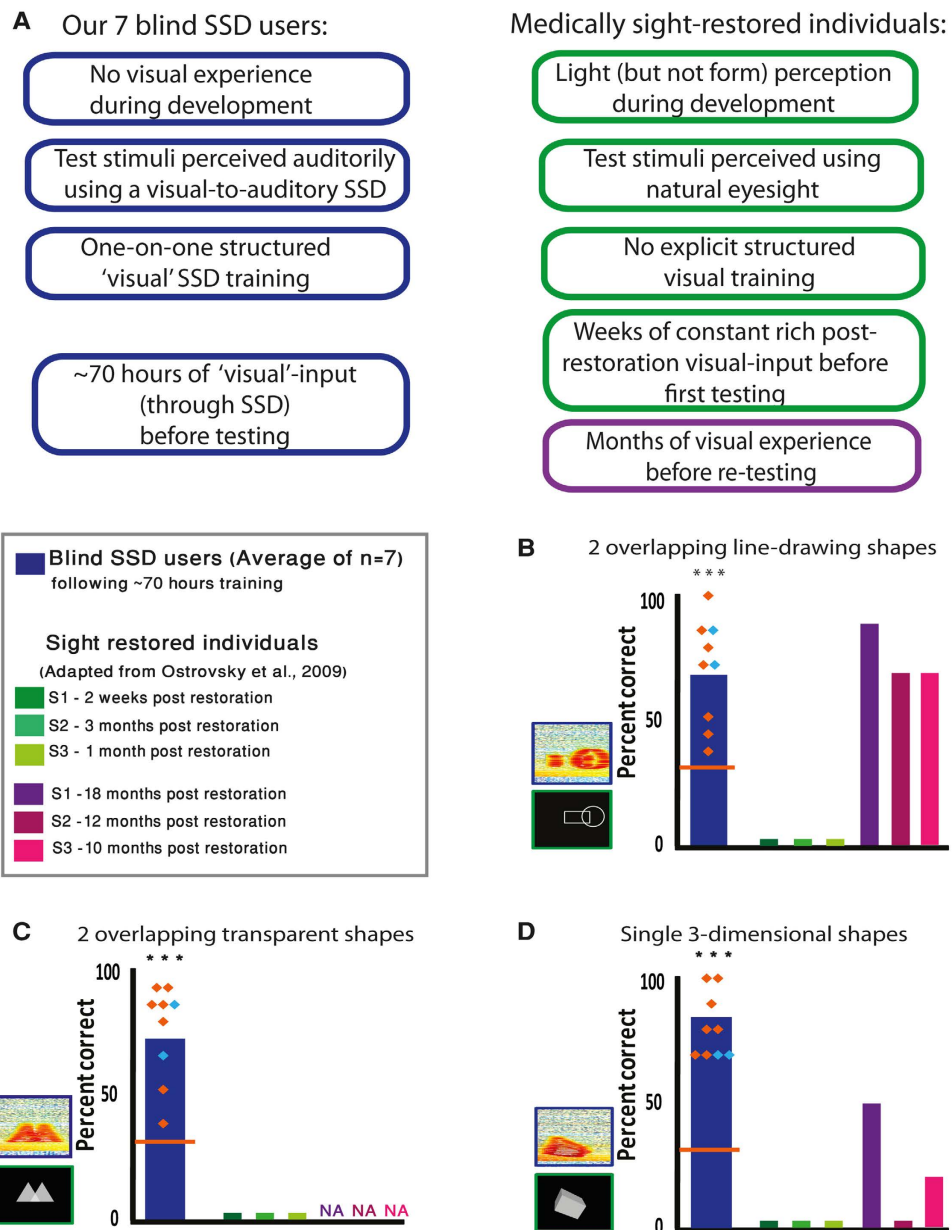 A Our 7 blind SSD users:
No visual experience
during development
Test stimuli perceived auditorily
using a visual-to-auditory SSD
One-on-one structured
‘visual’ SSD training
~70 hours of ‘visual’-input
(through SSD)
before testing
Medically sight-restored individuals:
Light (but not form) perception
during development
Test stimuli perceived using
natural eyesight
No explicit structured
visual training
Weeks of constant rich post-
restoration visual-input before
first testing
Months of visual experience
before re-testing
Blind SSD users (Average of n=7)
following ~70 hours training
Sight restored individuals
(Adapted from Ostrovsky et al., 2009)
S1 - 2 weeks post restoration
S2 - 3 months post restoration
S3 - 1 month post restoration
S1 -18 months post restoration
S2 -12 months post restoration
S3 -10 months post restoration
B 2 overlapping line-drawing shapes
***
Percent correct
100
50
0
C 2 overlapping transparent shapes
***
Percent correct
100
50
0
NA NA NA
D Single 3-dimensional shapes
***
Percent correct
100
50
0